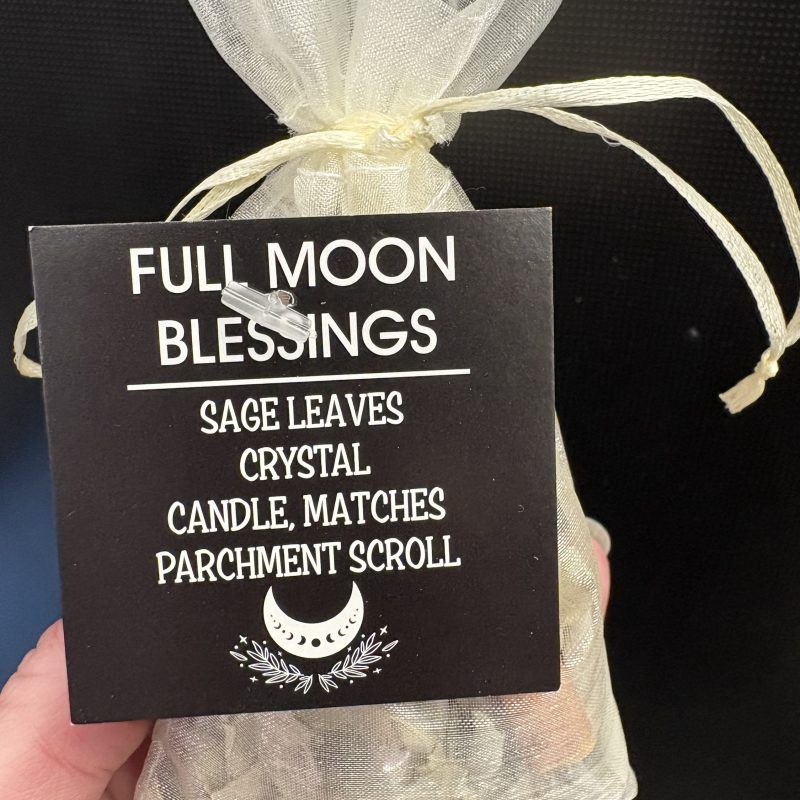 FULL MOON
BLESSINGS
SAGE LEAVES
CRYSTAL
CANDLE, MATCHES
PARCHMENT SCROLL